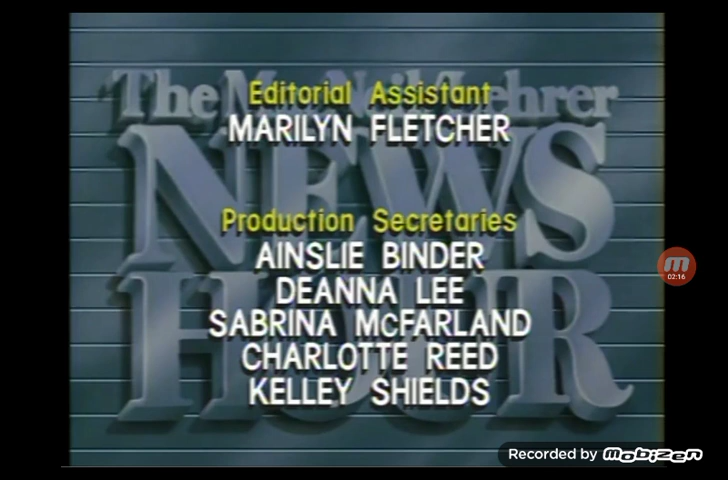 The MacNeil/Lehrer
NEWS
HOUR
Editorial Assistant
MARILYN FLETCHER
Production Secretaries
AINSLIE BINDER
DEANNA LEE
SABRINA McFARLAND
CHARLOTTE REED
KELLEY SHIELDS
02:16
Recorded by mobizen